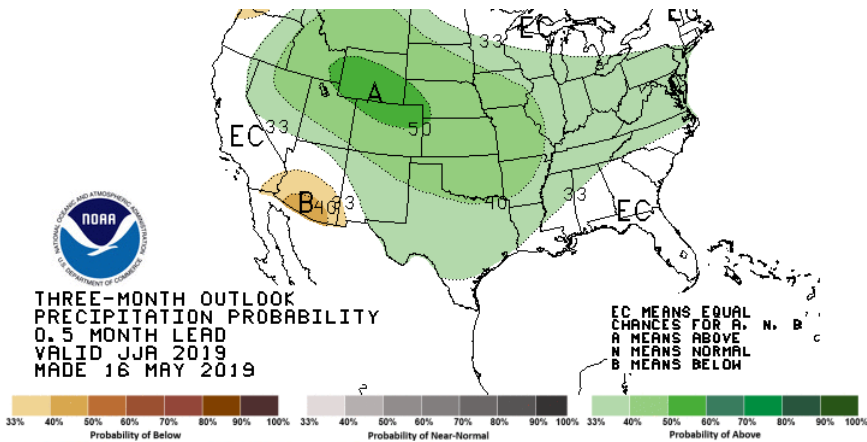 EC
EC
33
A
50
EC
33
B
40
33
40
33
EC
NATIONAL OCEANIC AND ATMOSPHERIC ADMINISTRATION
NOAA
U.S. DEPARTMENT OF COMMERCE
THREE-MONTH OUTLOOK
PRECIPITATION PROBABILITY
0.5 MONTH LEAD
VALID JJA 2019
MADE 16 MAY 2019
EC MEANS EQUAL
CHANCES FOR A, N, B
A MEANS ABOVE
N MEANS NORMAL
B MEANS BELOW
33% 40% 50% 60% 70% 80% 90% 100%
Probability of Below
33% 40% 50% 60% 70% 80% 90% 100%
Probability of Near-Normal
33% 40% 50% 60% 70% 80% 90% 100%
Probability of Above